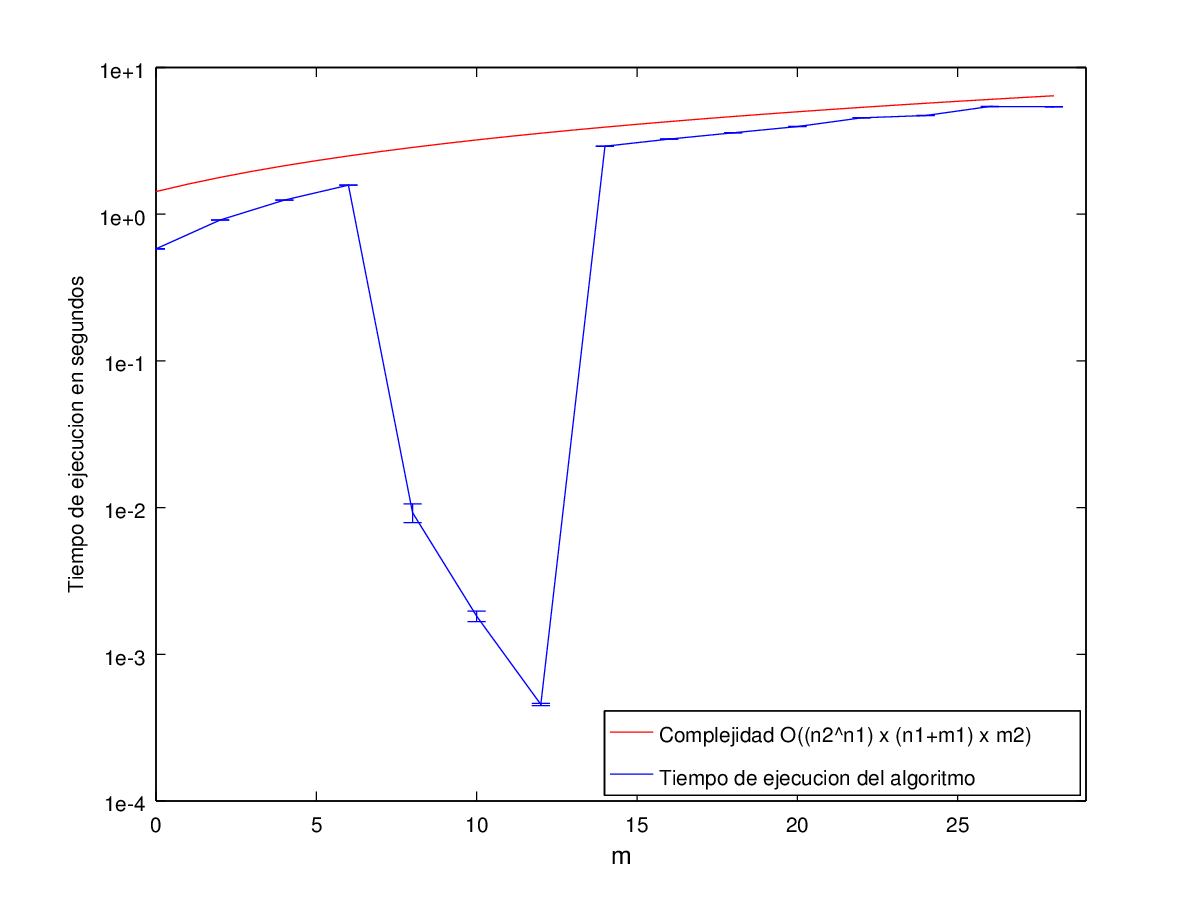 1e+1
1e+0
1e-1
1e-2
1e-3
1e-4
Tiempo de ejecucion en segundos
0 5 10 15 20 25
m
Complejidad O((n2^n1) x (n1+m1) x m2)
Tiempo de ejecucion del algoritmo